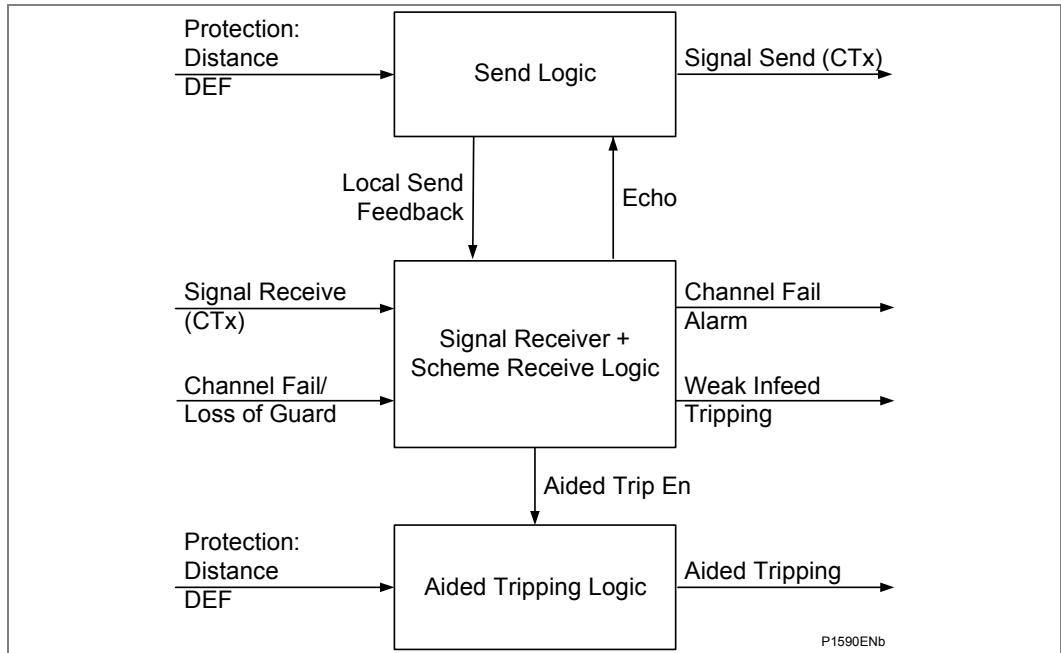 Protection:
Distance
DEF
Send Logic
Signal Send (CTx)
Local Send
Feedback
Echo
Signal Receive
(CTx)
Channel Fail/
Loss of Guard
Signal Receiver +
Scheme Receive Logic
Channel Fail
Alarm
Weak Infeed
Tripping
Aided Trip En
Protection:
Distance
DEF
Aided Tripping Logic
Aided Tripping
P1590ENb